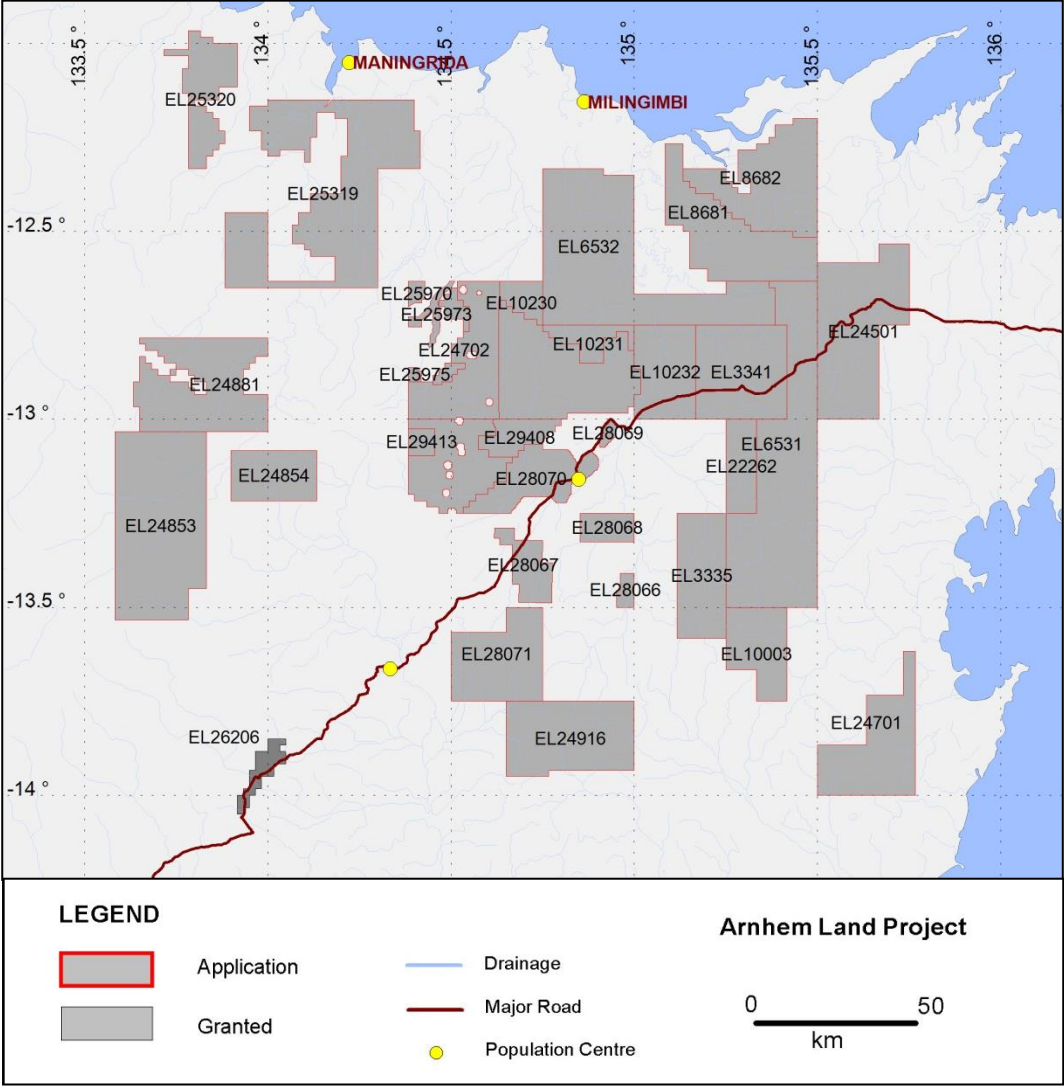 133.5 °
134 °
134.5 °
135 °
135.5 °
136 °
MANINGRIDA
MILINGIMBI
EL25320
EL8682
EL25319
EL8681
-12.5 °
EL6532
EL25970
EL10230
EL25973
EL24501
EL24702
EL10231
EL25975
EL10232
EL3341
EL24881
-13 °
EL29413
EL29408
EL28069
EL6531
EL22262
EL24854
EL28070
EL24853
EL28068
EL28067
EL3335
EL28066
-13.5 °
EL28071
EL10003
EL24701
EL26206
EL24916
-14 °
LEGEND
Application
Granted
Drainage
Major Road
Population Centre
Arnhem Land Project
0 50
km